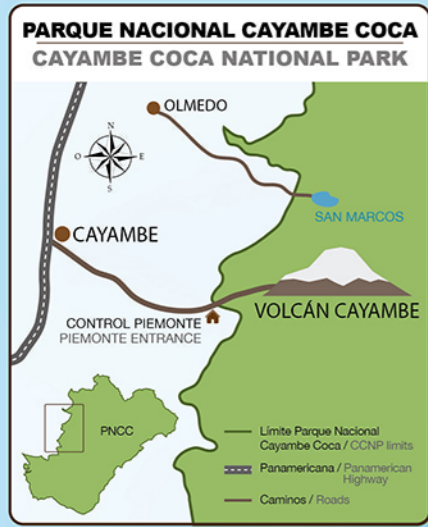 PARQUE NACIONAL CAYAMBE COCA
CAYAMBE COCA NATIONAL PARK
OLMEDO
N
O
E
S
SAN MARCOS
CAYAMBE
VOLCÁN CAYAMBE
CONTROL PIEMONTE
PIEMONTE ENTRANCE
PNCC
Límite Parque Nacional
Cayambe Coca / CCNP limits
Panamericana / Panamerican
Highway
Caminos / Roads